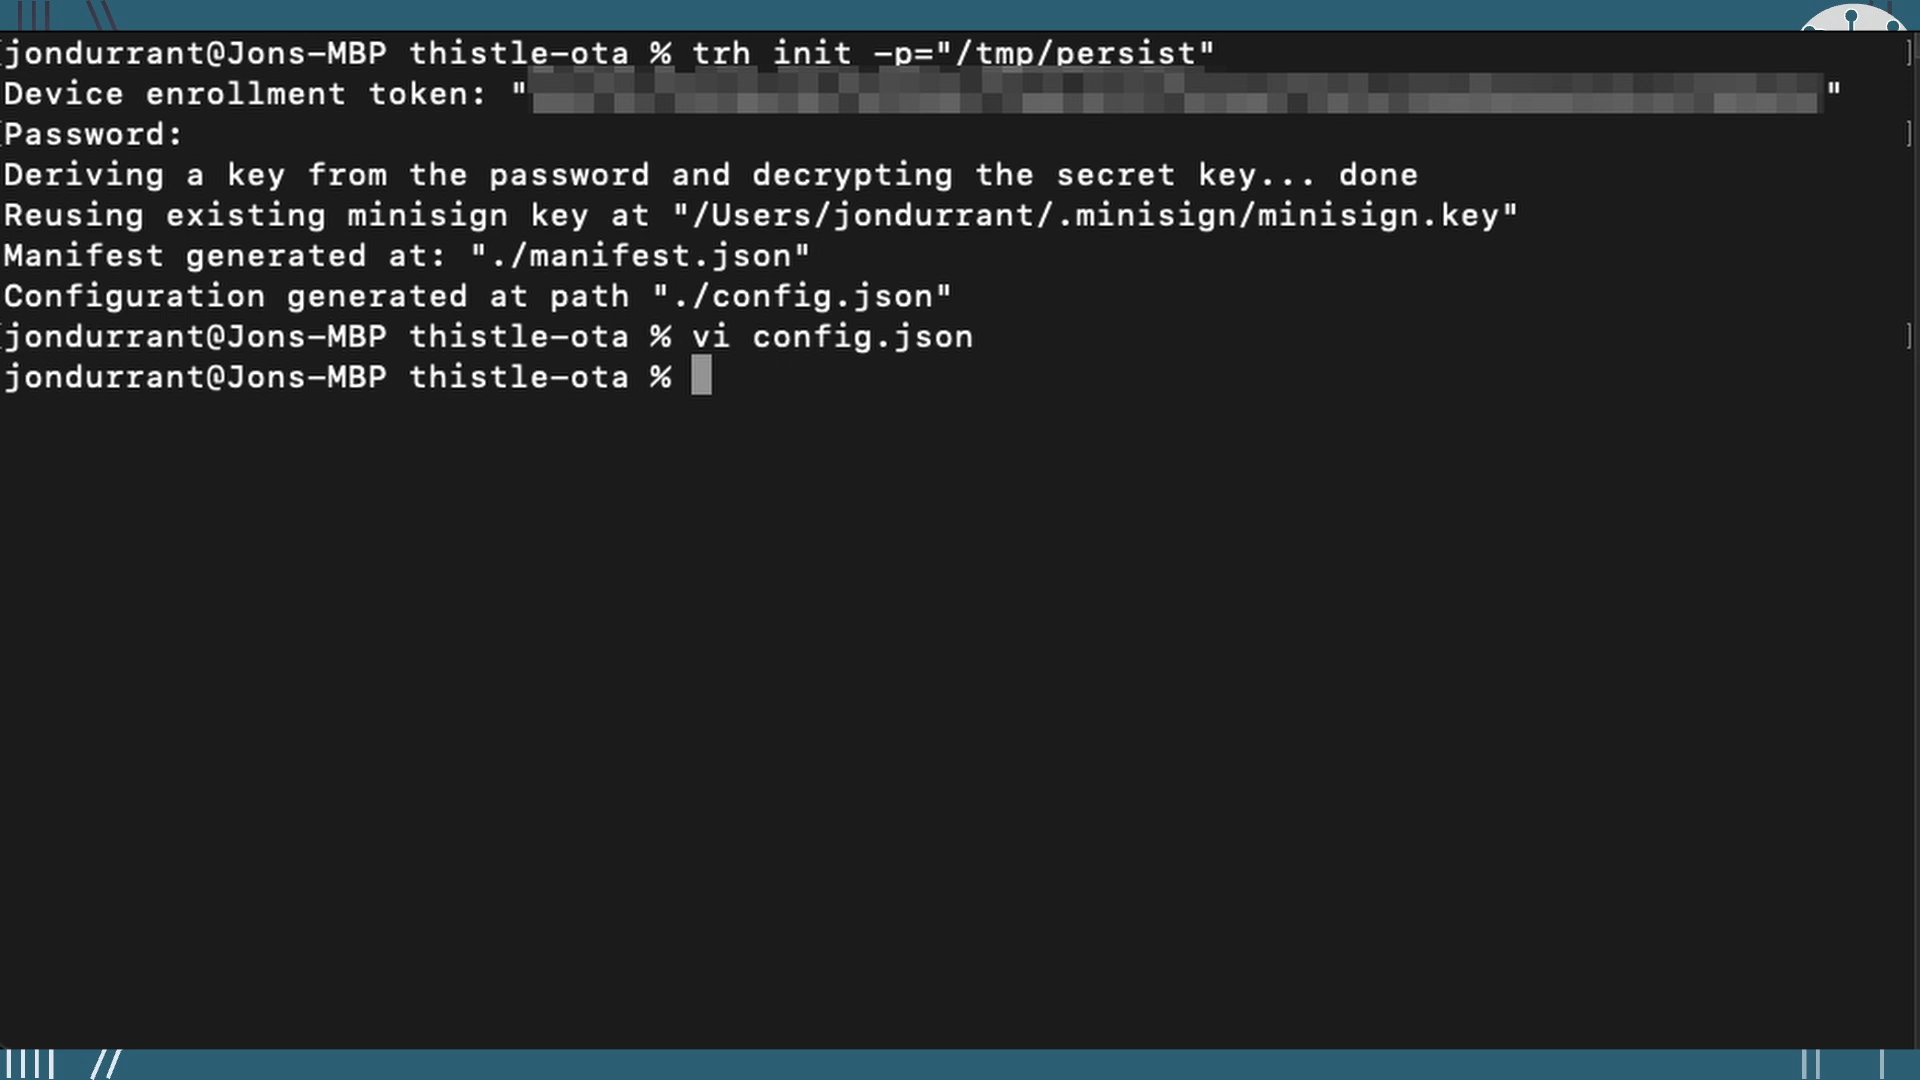 jondurrant@Jons-MBP thistle-ota % trh init -p="/tmp/persist"
Device enrollment token: ""
Password:
Deriving a key from the password and decrypting the secret key... done
Reusing existing minisign key at "/Users/jondurrant/.minisign/minisign.key"
Manifest generated at: "./manifest.json"
Configuration generated at path "./config.json"
jondurrant@Jons-MBP thistle-ota % vi config.json
jondurrant@Jons-MBP thistle-ota %